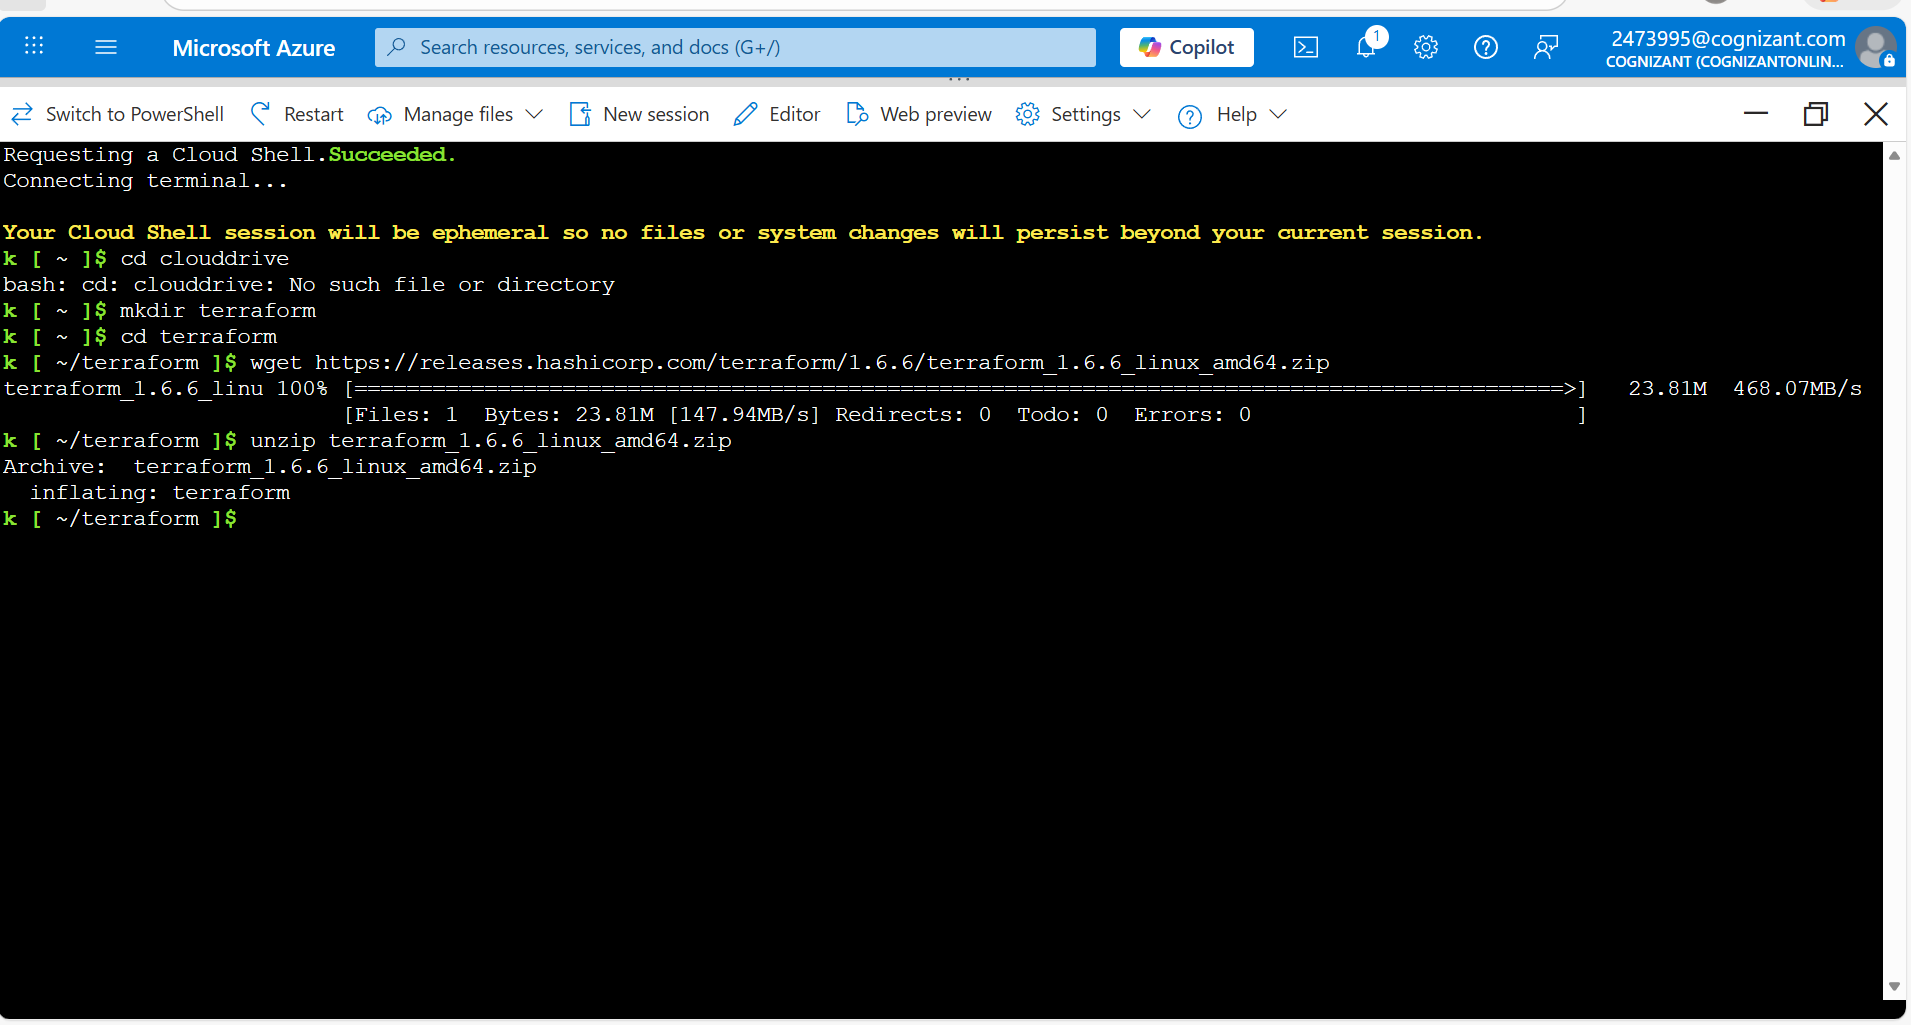 Microsoft Azure
Search resources, services, and docs (G+/)
Copilot
1
2473995@cognizant.com
COGNIZANT (COGNIZANTONLIN...
Switch to PowerShell Restart Manage files New session Editor Web preview Settings Help
Requesting a Cloud Shell.Succeeded.
Connecting terminal...
Your Cloud Shell session will be ephemeral so no files or system changes will persist beyond your current session.
k [ ~ ]$ cd clouddrive
bash: cd: clouddrive: No such file or directory
k [ ~ ]$ mkdir terraform
k [ ~ ]$ cd terraform
k [ ~/terraform ]$ wget https://releases.hashicorp.com/terraform/1.6.6/terraform_1.6.6_linux_amd64.zip
terraform_1.6.6_linu 100% [=============================================================================================>] 23.81M 468.07MB/s
[Files: 1 Bytes: 23.81M [147.94MB/s] Redirects: 0 Todo: 0 Errors: 0 ]
k [ ~/terraform ]$ unzip terraform_1.6.6_linux_amd64.zip
Archive: terraform_1.6.6_linux_amd64.zip
inflating: terraform
k [ ~/terraform ]$